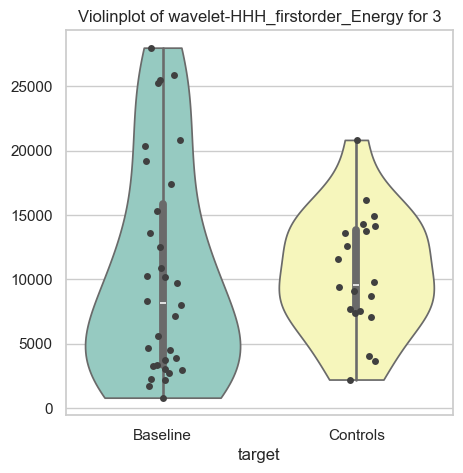 Violinplot of wavelet-HHH_firstorder_Energy for 3
25000
20000
15000
10000
5000
0
Baseline
Controls
target